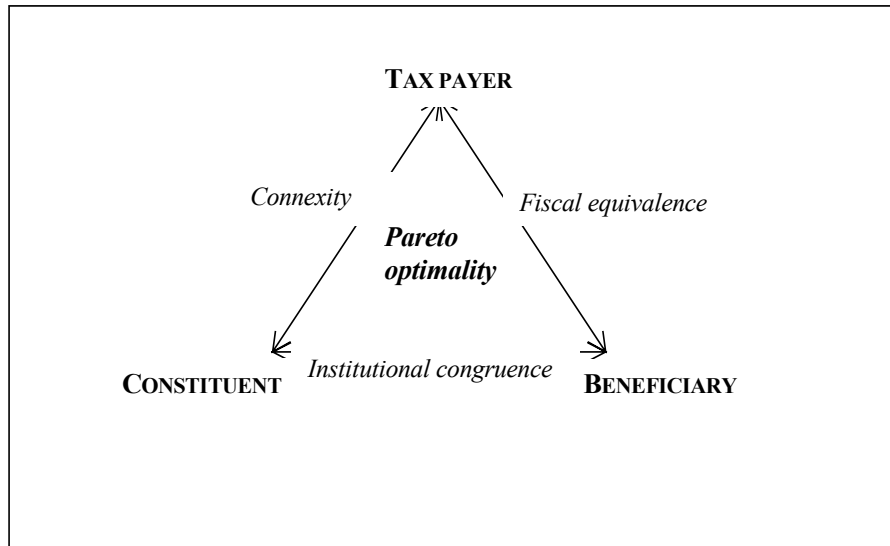 TAX PAYER
Connexity
Fiscal equivalence
Pareto
optimality
Institutional congruence
CONSTITUENT
BENEFICIARY